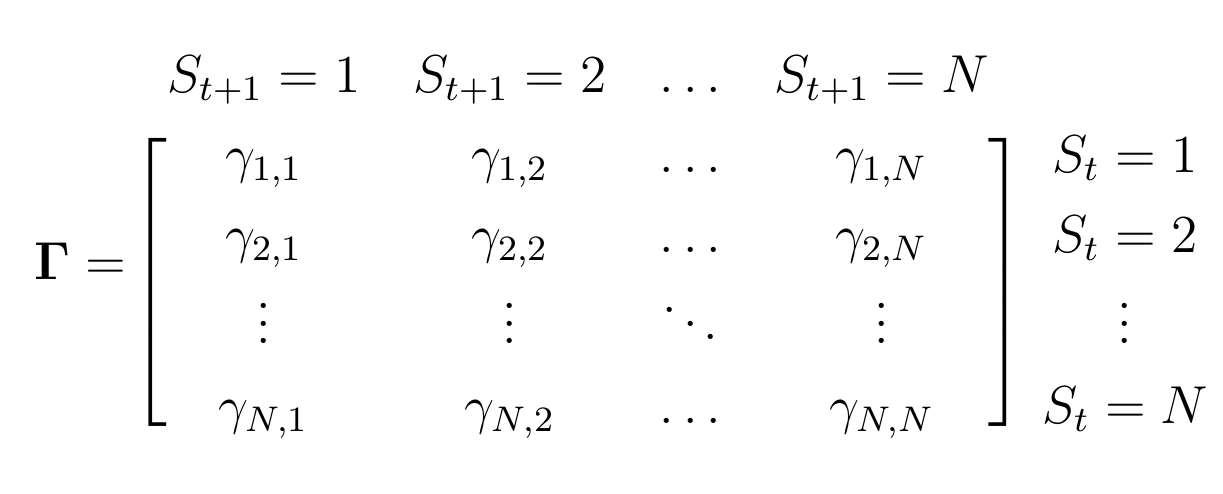 S_{t+1} = 1 S_{t+1} = 2 … S_{t+1} = N
γ_{1,1} γ_{1,2} … γ_{1,N} S_t = 1
γ_{2,1} γ_{2,2} … γ_{2,N} S_t = 2
Γ =
⋮ ⋮ ⋱ ⋮ ⋮
γ_{N,1} γ_{N,2} … γ_{N,N} S_t = N